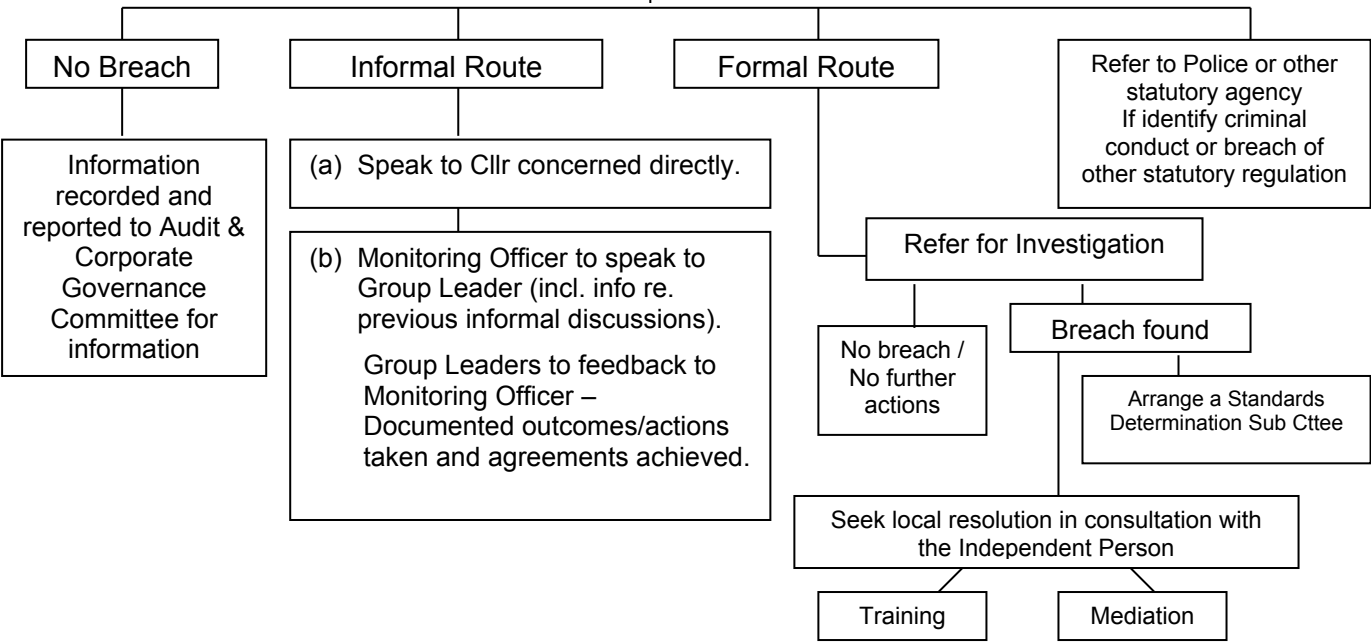 No Breach
Informal Route
Formal Route
Refer to Police or other
statutory agency
If identify criminal
conduct or breach of
other statutory regulation
Information
recorded and
reported to Audit &
Corporate
Governance
Committee for
information
(a) Speak to Cllr concerned directly.
(b) Monitoring Officer to speak to
Group Leader (incl. info re.
previous informal discussions).
Group Leaders to feedback to
Monitoring Officer –
Documented outcomes/actions
taken and agreements achieved.
Refer for Investigation
No breach /
No further
actions
Breach found
Arrange a Standards
Determination Sub Cttee
Seek local resolution in consultation with
the Independent Person
Training
Mediation